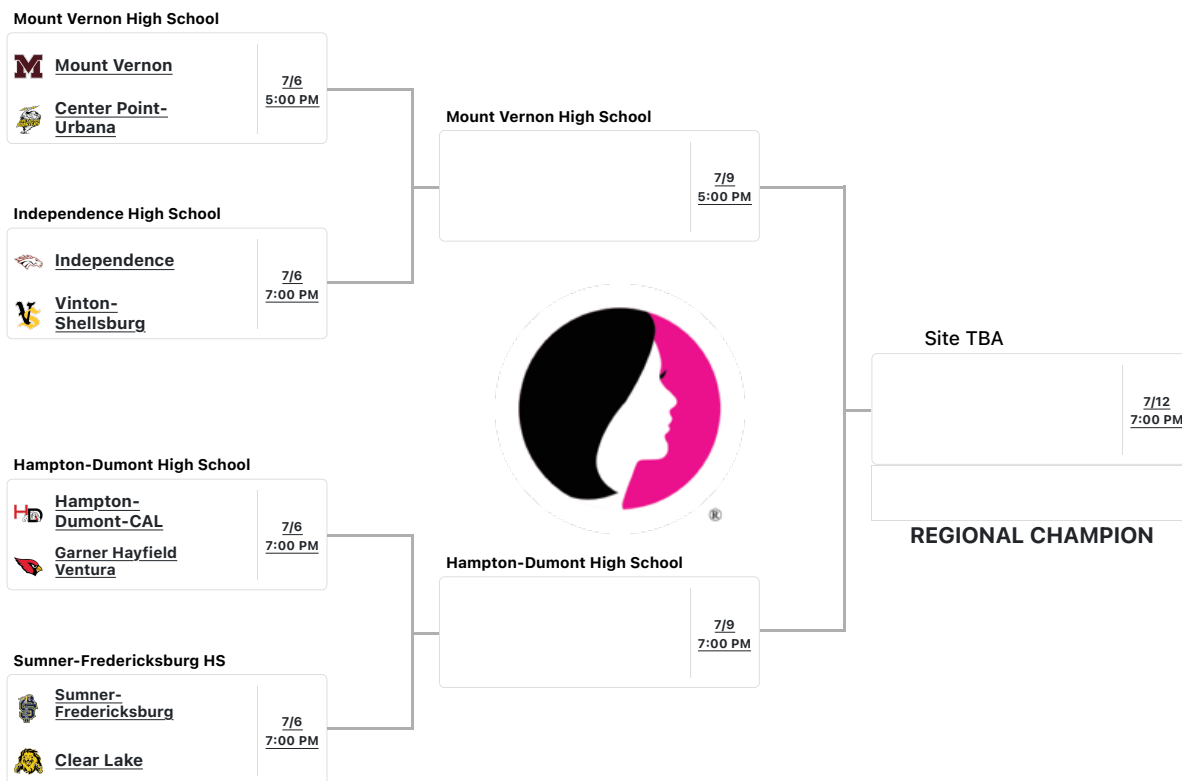 Mount Vernon High School
Mount Vernon
Center Point-
Urbana
7/6
5:00 PM
Independence High School
Independence
Vinton-
Shellsburg
7/6
7:00 PM
Mount Vernon High School
7/9
5:00 PM
Hampton-Dumont High School
Hampton-
Dumont-CAL
Garner Hayfield
Ventura
7/6
7:00 PM
Sumner-Fredericksburg HS
Sumner-
Fredericksburg
Clear Lake
7/6
7:00 PM
Hampton-Dumont High School
7/9
7:00 PM
®
Site TBA
7/12
7:00 PM
REGIONAL CHAMPION